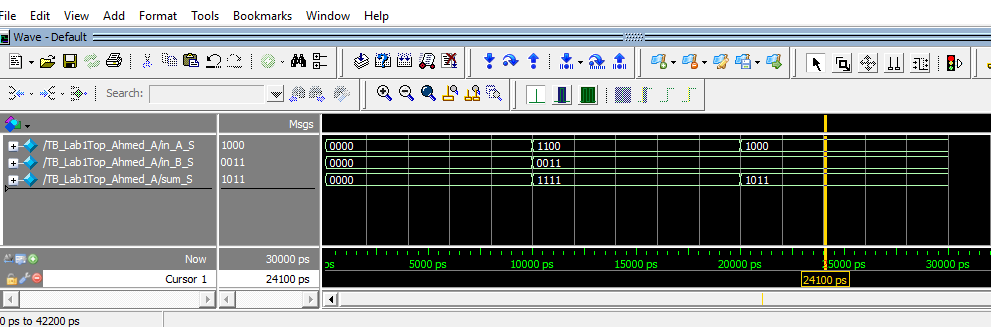 File Edit View Add Format Tools Bookmarks Window Help
Wave - Default
Search:
Msgs
/TB_Lab1Top_Ahmed_A/in_A_S 1000 0000 1100 1000
/TB_Lab1Top_Ahmed_A/in_B_S 0011 0000 0011
/TB_Lab1Top_Ahmed_A/sum_S 1011 0000 1111 1011
Now 30000 ps ps 5000 ps 10000 ps 15000 ps 20000 ps 25000 ps 30000 ps
Cursor 1 24100 ps 24100 ps
0 ps to 42200 ps